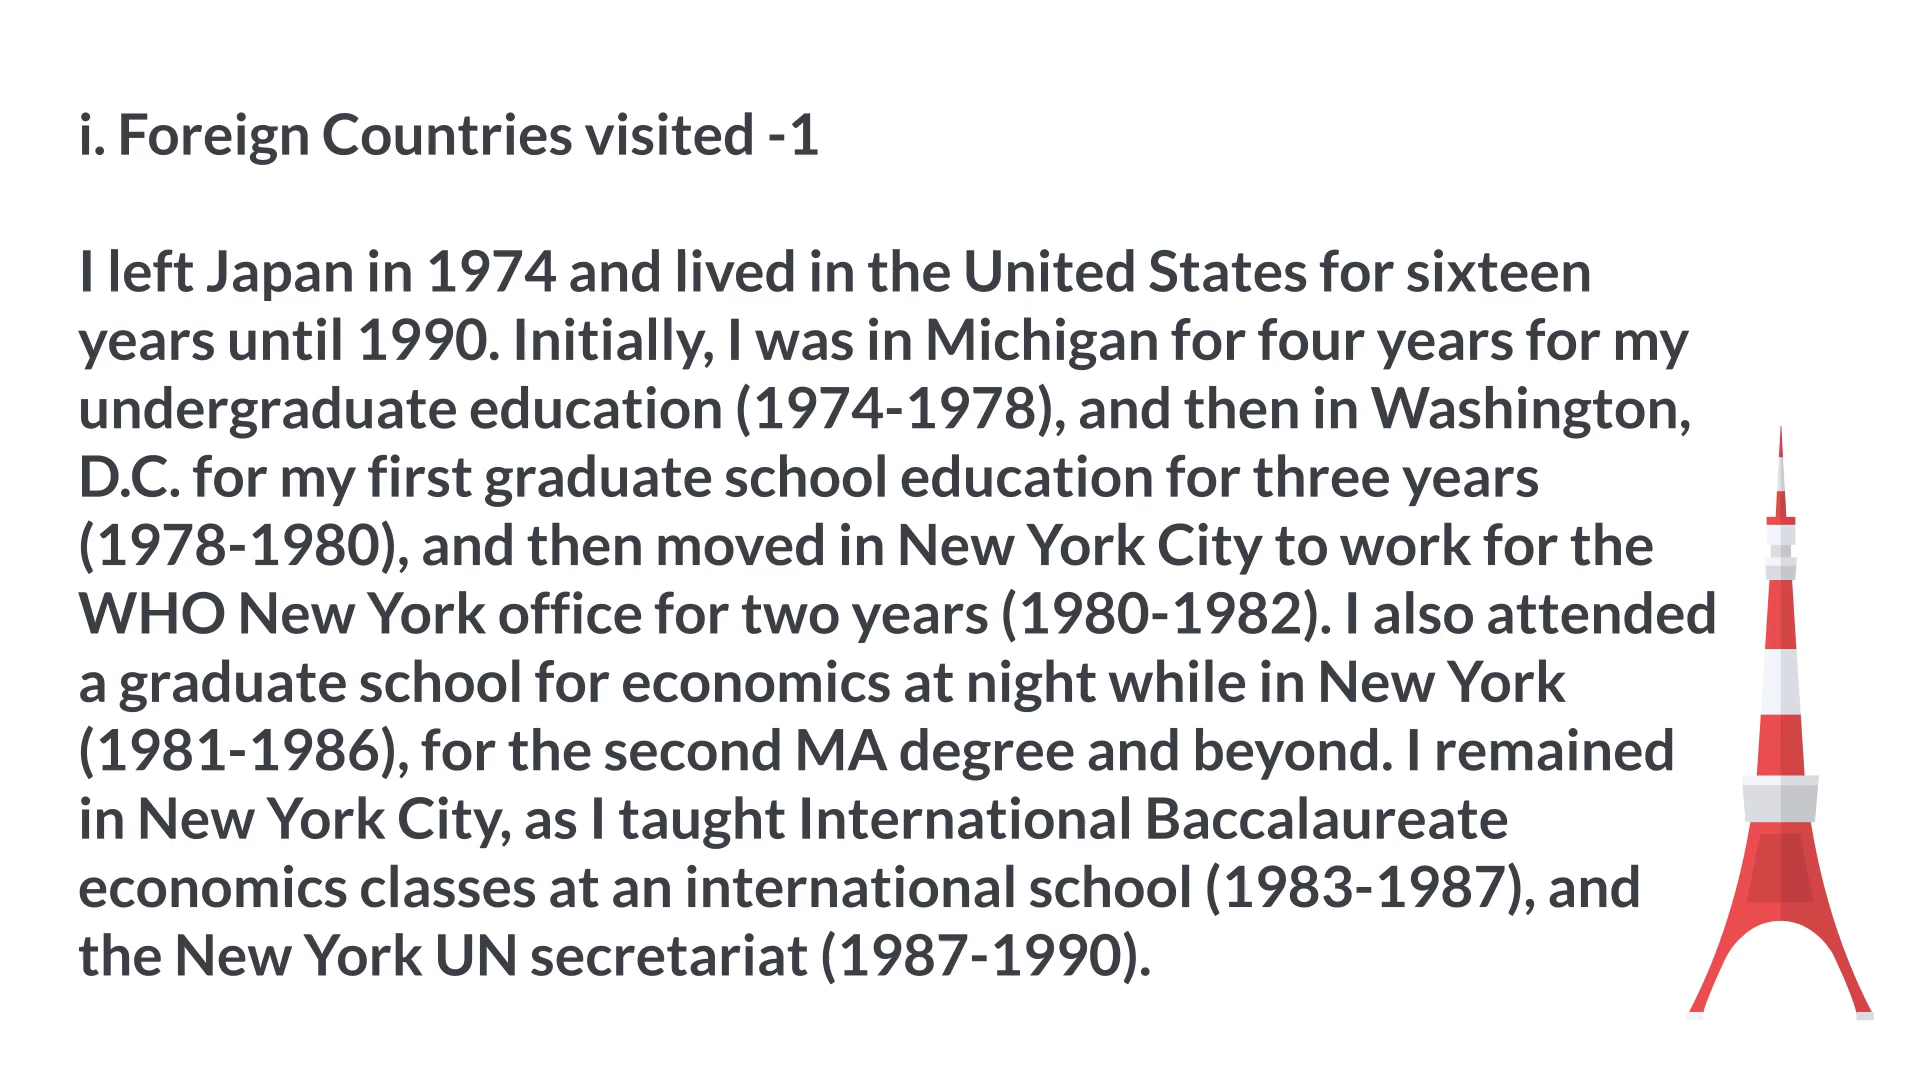 i. Foreign Countries visited -1
I left Japan in 1974 and lived in the United States for sixteen
years until 1990. Initially, I was in Michigan for four years for my
undergraduate education (1974-1978), and then in Washington,
D.C. for my first graduate school education for three years
(1978-1980), and then moved in New York City to work for the
WHO New York office for two years (1980-1982). I also attended
a graduate school for economics at night while in New York
(1981-1986), for the second MA degree and beyond. I remained
in New York City, as I taught International Baccalaureate
economics classes at an international school (1983-1987), and
the New York UN secretariat (1987-1990).